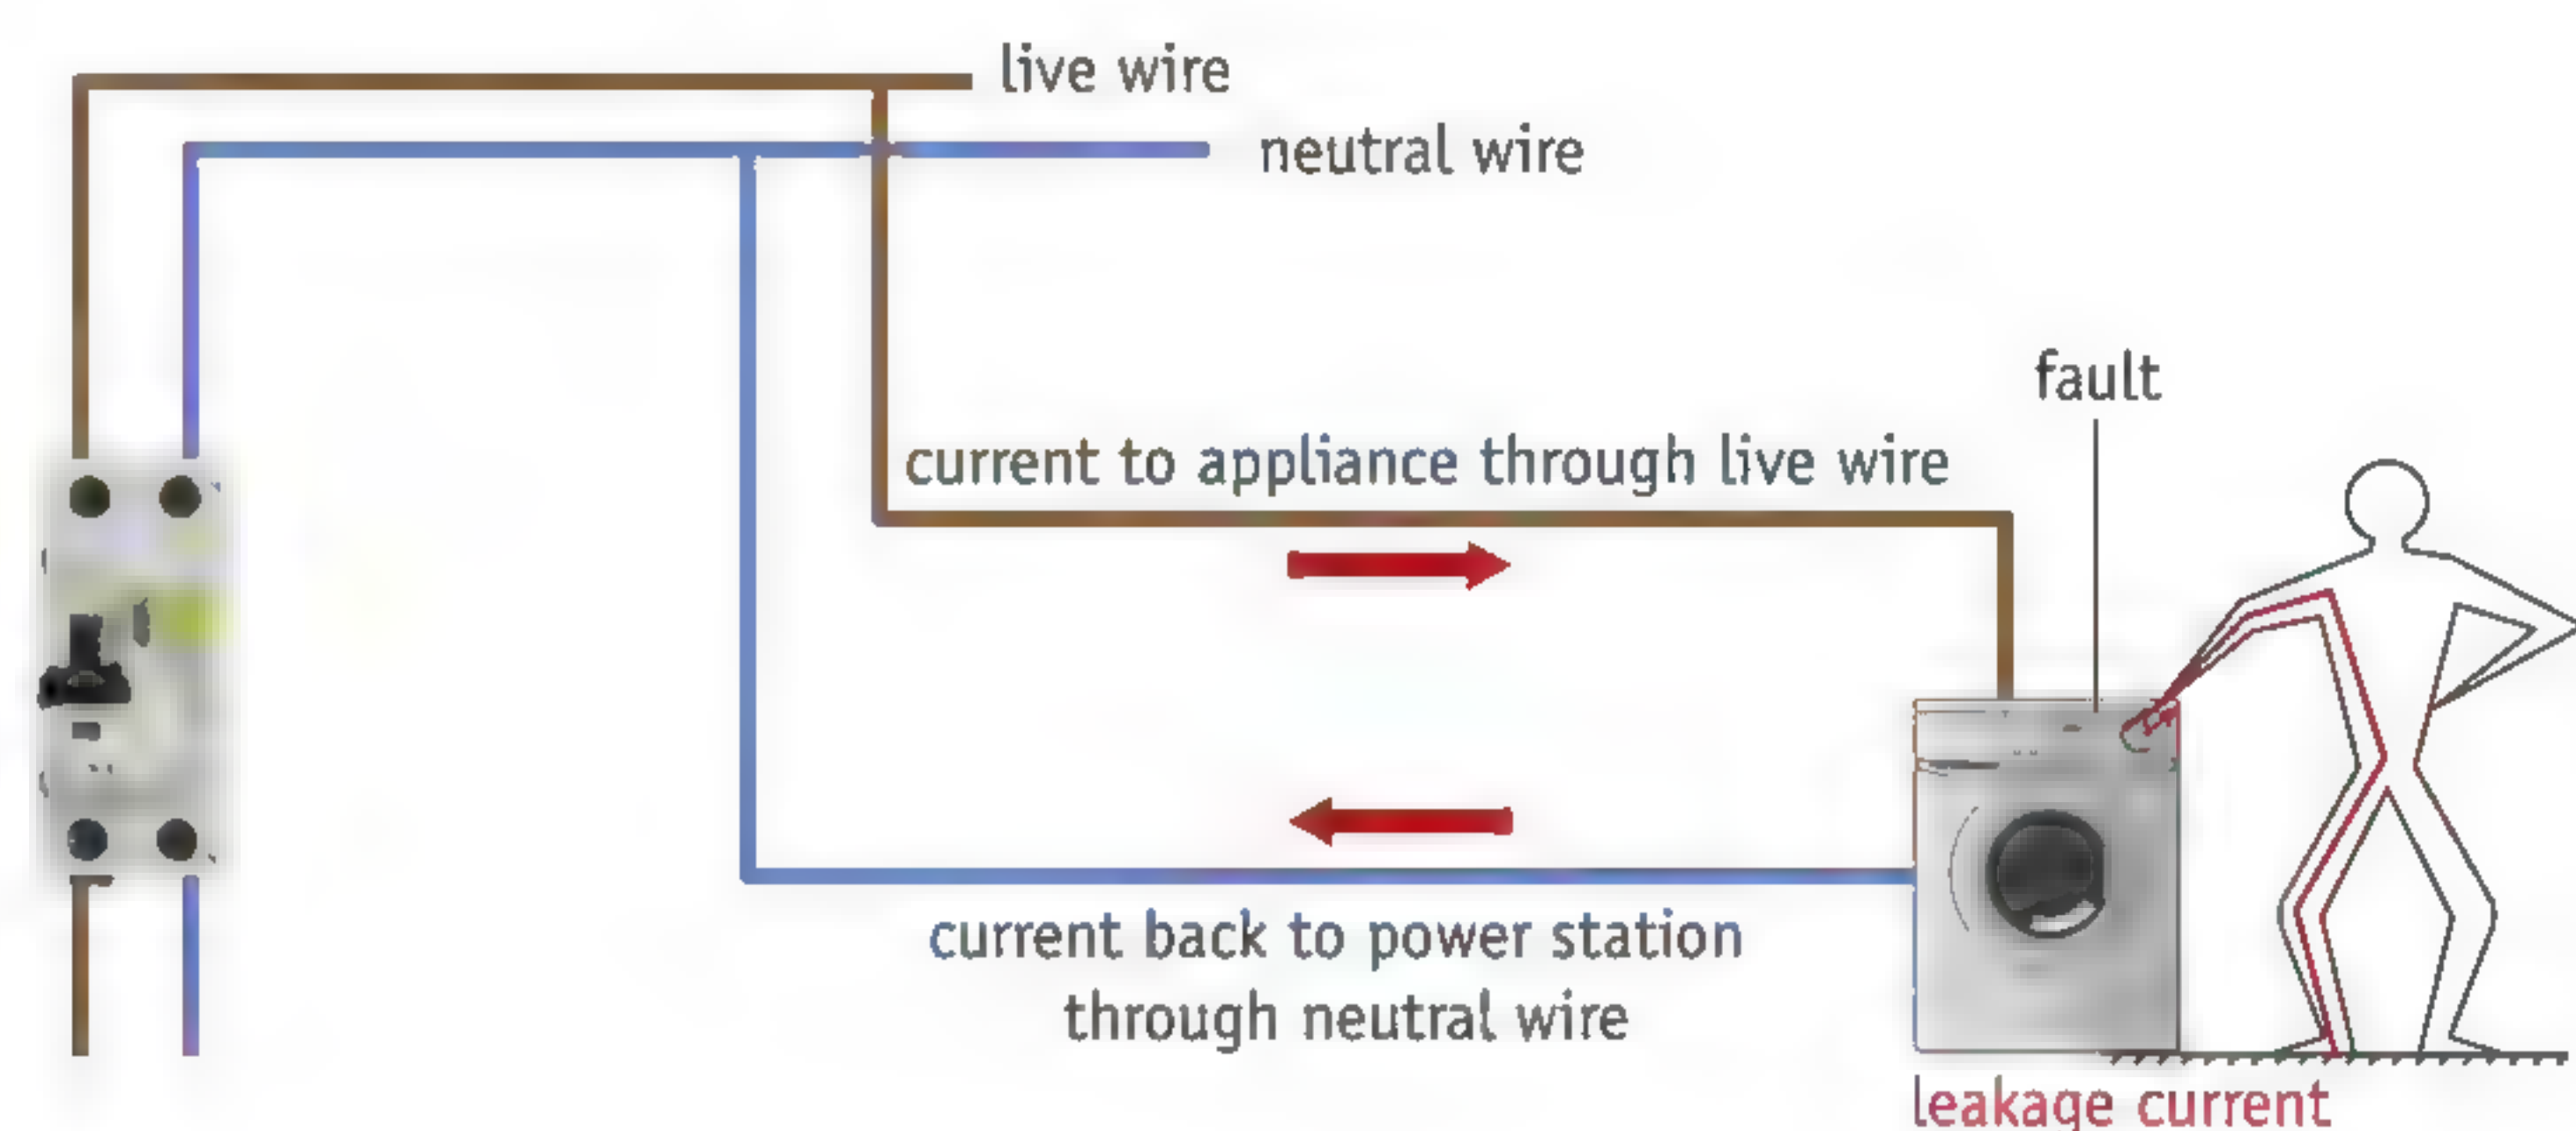 live wire
neutral wire
fault
current to appliance through live wire
current back to power station
through neutral wire
leakage current